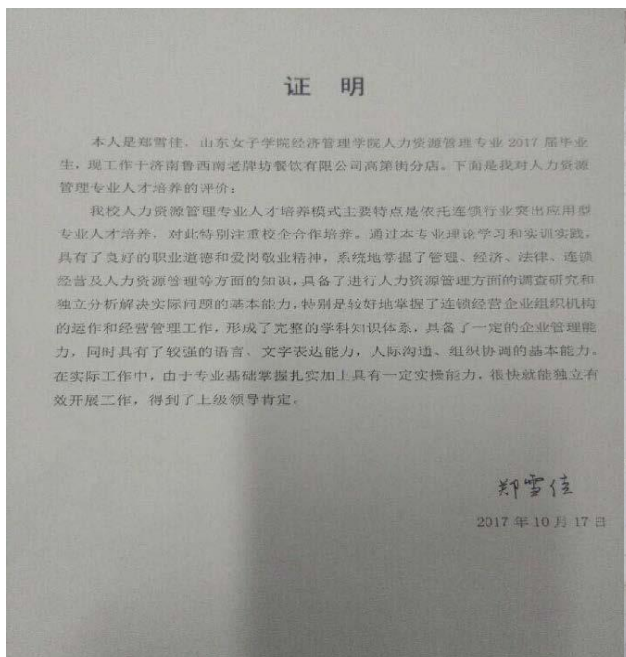 证 明
本人是郑雪佳,山东女子学院经济管理学院人力资源管理专业 2017 届毕业
生,现工作于济南鲁西南老牌坊餐饮有限公司高第街分店。下面是我对人力资源
管理专业人才培养的评价:
我校人力资源管理专业人才培养模式主要特点是依托连锁行业突出应用型
专业人才培养,对此特别注重校企合作培养。通过本专业理论学习和实训实践,
具有了良好的职业道德和爱岗敬业精神,系统地掌握了管理、经济、法律、连锁
经营及人力资源管理等方面的知识,具备了进行人力资源管理方面的调查研究和
独立分析解决实际问题的基本能力,特别是较好地掌握了连锁经营企业组织机构
的运作和经营管理工作,形成了完整的学科知识体系,具备了一定的企业管理能
力,同时具有了较强的语言、文字表达能力,人际沟通、组织协调的基本能力。
在实际工作中,由于专业基础掌握扎实加上具有一定实操能力,很快就能独立有
效开展工作,得到了上级领导肯定。
郑雪佳
2017 年 10 月 17 日